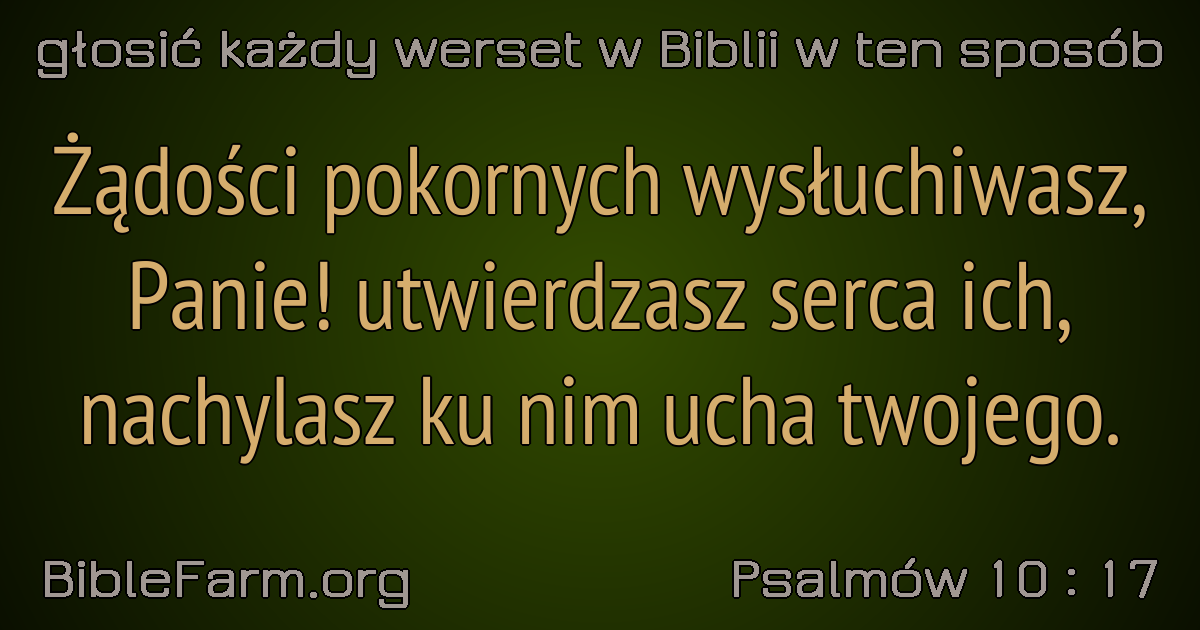 głosić każdy werset w Biblii w ten sposób
Żądości pokornych wysłuchiwasz,
Panie! utwierdzasz serca ich,
nachylasz ku nim ucha twojego.
BibleFarm.org
Psalmów 10 : 17